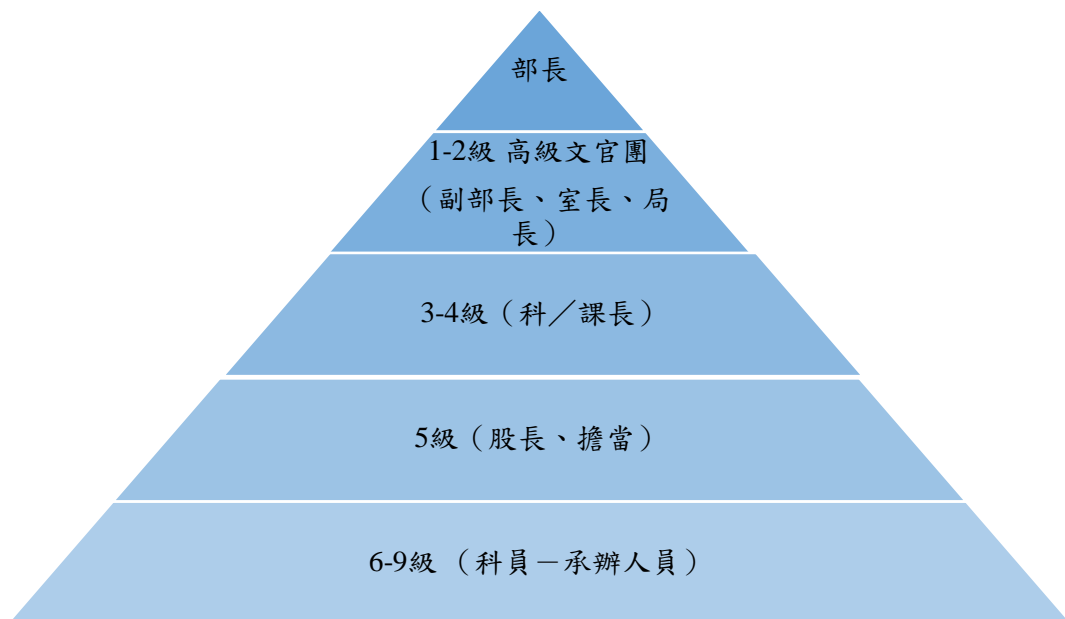 部長
1-2級 高級文官團
（副部長、室長、局
長）
3-4級（科／課長）
5級（股長、擔當）
6-9級 （科員－承辦人員）